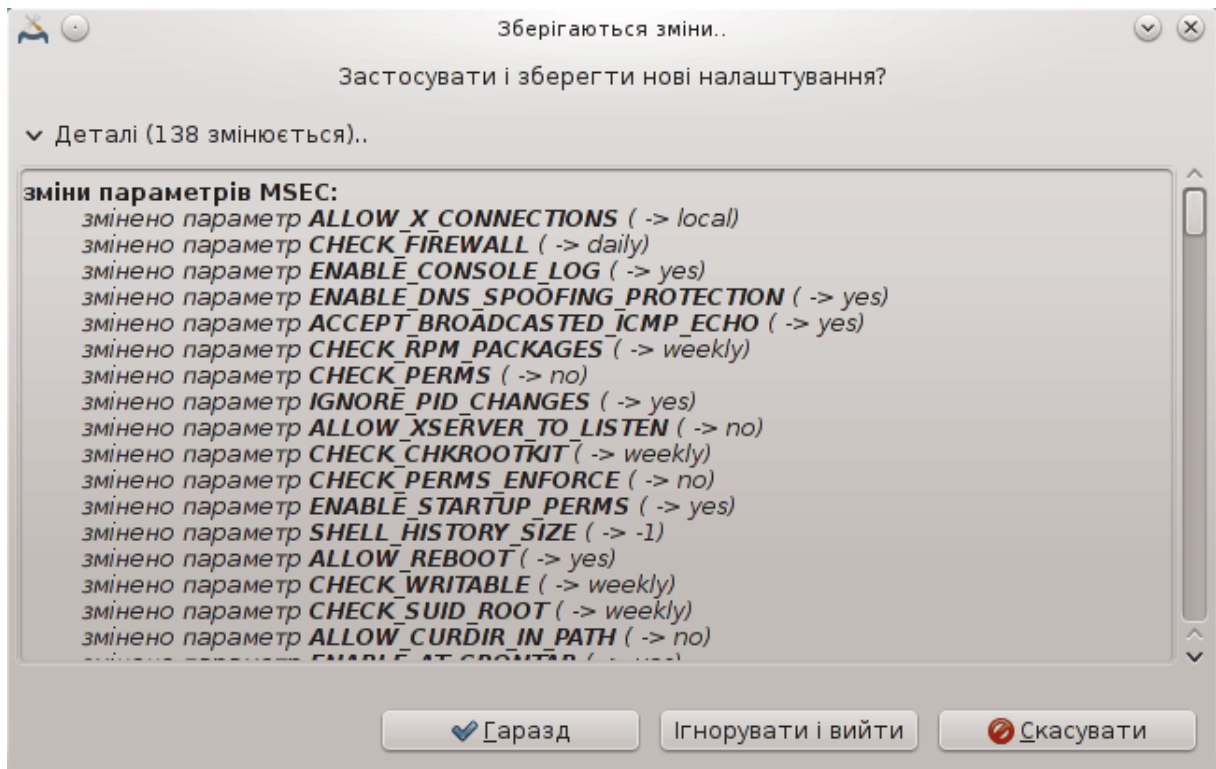 Зберігаються зміни..
Застосувати і зберегти нові налаштування?
Деталі (138 змінюється)..
зміни параметрів MSEC:
змінено параметр ALLOW_X_CONNECTIONS ( -> local)
змінено параметр CHECK_FIREWALL ( -> daily)
змінено параметр ENABLE_CONSOLE_LOG ( -> yes)
змінено параметр ENABLE_DNS_SPOOFING_PROTECTION ( -> yes)
змінено параметр ACCEPT_BROADCASTED_ICMP_ECHO ( -> yes)
змінено параметр CHECK_RPM_PACKAGES ( -> weekly)
змінено параметр CHECK_PERMS ( -> no)
змінено параметр IGNORE_PID_CHANGES ( -> yes)
змінено параметр ALLOW_XSERVER_TO_LISTEN ( -> no)
змінено параметр CHECK_CHKROOTKIT ( -> weekly)
змінено параметр CHECK_PERMS_ENFORCE ( -> no)
змінено параметр ENABLE_STARTUP_PERMS ( -> yes)
змінено параметр SHELL_HISTORY_SIZE ( -> -1)
змінено параметр ALLOW_REBOOT ( -> yes)
змінено параметр CHECK_WRITABLE ( -> weekly)
змінено параметр CHECK_SUID_ROOT ( -> weekly)
змінено параметр ALLOW_CURDIR_IN_PATH ( -> no)
Гаразд Ігнорувати і вийти Скасувати